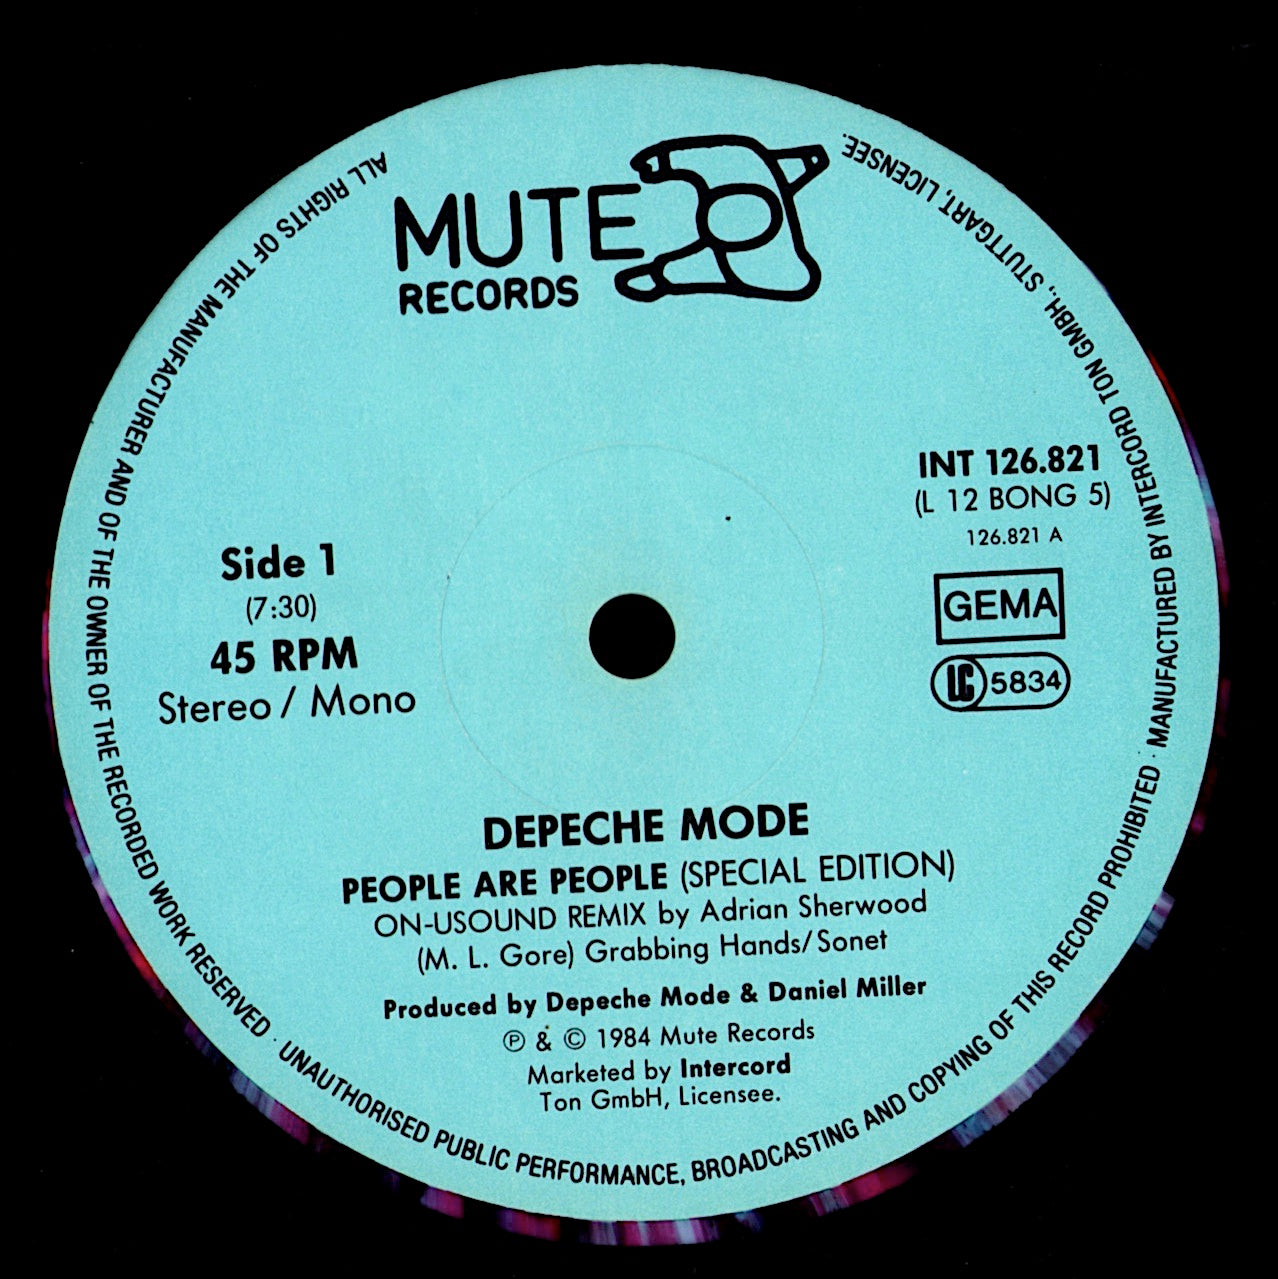 MUTE
RECORDS
INT 126.821
(L 12 BONG 5)
126.821 A
GEMA
LC 5834
Side 1
(7:30)
45 RPM
Stereo / Mono
DEPECHE MODE
PEOPLE ARE PEOPLE (SPECIAL EDITION)
ON-USOUND REMIX by Adrian Sherwood
(M. L. Gore) Grabbing Hands/Sonet
Produced by Depeche Mode & Daniel Miller
℗ & © 1984 Mute Records
Marketed by Intercord
Ton GmbH, Licensee.
ALL RIGHTS OF THE MANUFACTURER AND OF THE OWNER OF THE RECORDED WORK RESERVED · UNAUTHORISED PUBLIC PERFORMANCE, BROADCASTING AND COPYING OF THIS RECORD PROHIBITED · MANUFACTURED BY INTERCORD TON GMBH., STUTTGART, LICENSEE.